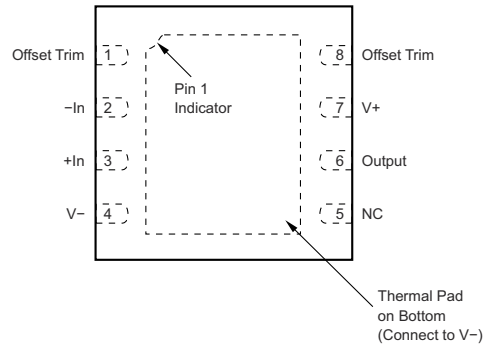 Offset Trim 1
8 Offset Trim
Pin 1
Indicator
−In 2
7 V+
+In 3
6 Output
V− 4
5 NC
Thermal Pad
on Bottom
(Connect to V−)